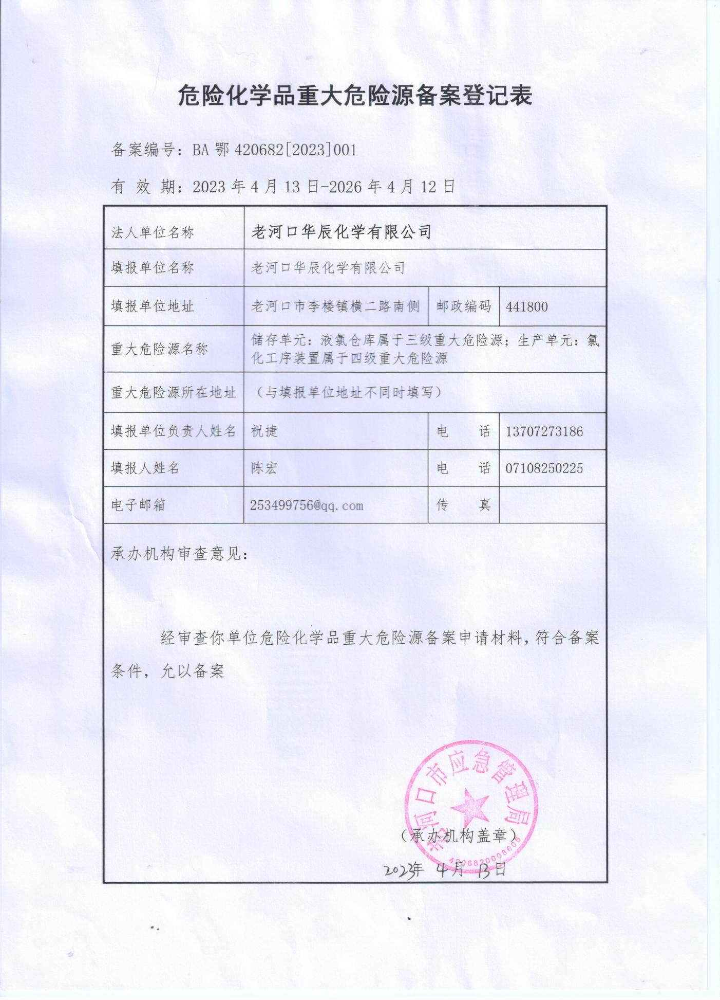 危险化学品重大危险源备案登记表
备案编号：BA 鄂 420682[2023]001
有 效 期：2023 年 4 月 13 日-2026 年 4 月 12 日
法人单位名称 老河口华辰化学有限公司
填报单位名称 老河口华辰化学有限公司
填报单位地址 老河口市李楼镇横二路南侧 邮政编码 441800
重大危险源名称 储存单元：液氯仓库属于三级重大危险源；生产单元：氯
化工序装置属于四级重大危险源
重大危险源所在地址 （与填报单位地址不同时填写）
填报单位负责人姓名 祝捷 电 话 13707273186
填报人姓名 陈宏 电 话 07108250225
电子邮箱 253499756@qq.com 传 真
承办机构审查意见：
经审查你单位危险化学品重大危险源备案申请材料，符合备案
条件，允以备案
老河口市应急管理局
（承办机构盖章）
4206820008605
2023年 4月 13日